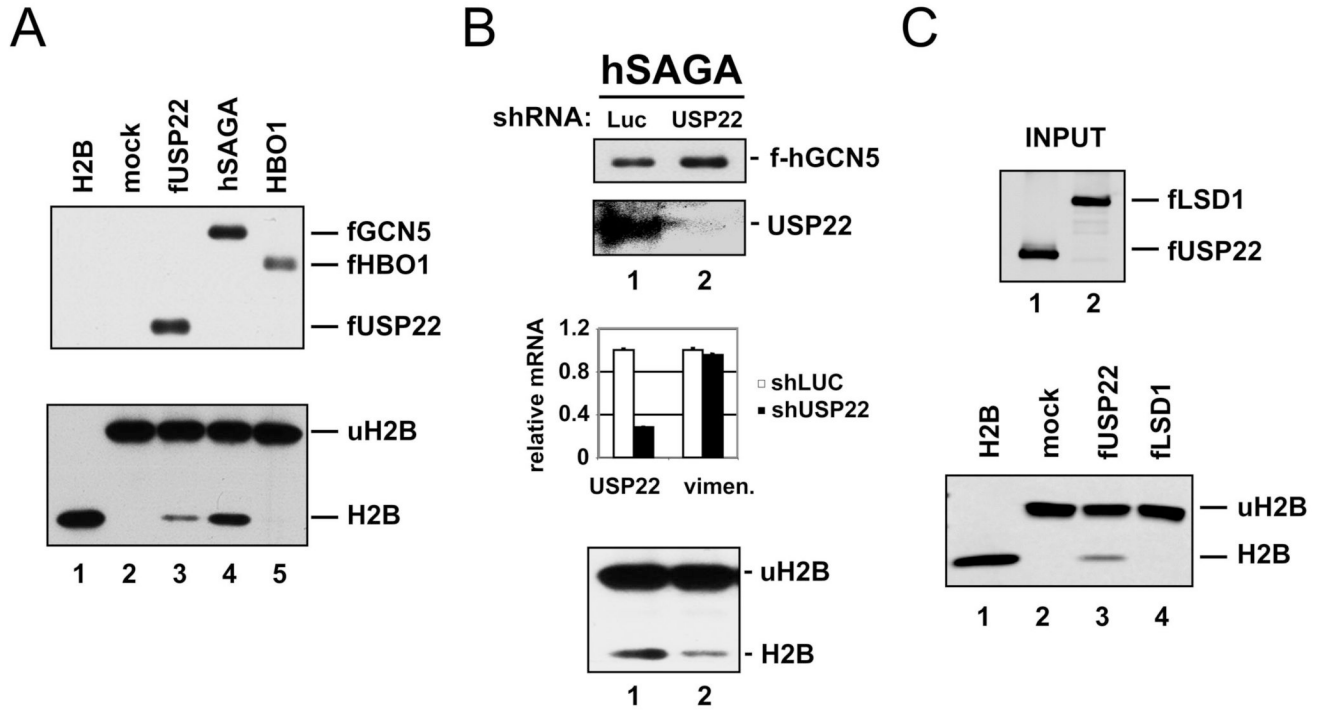 A
H2B mock fUSP22 hSAGA HBO1
fGCN5
fHBO1
fUSP22
uH2B
H2B
1 2 3 4 5
B
hSAGA
shRNA: Luc USP22
- f-hGCN5
- USP22
1 2
relative mRNA
1.2
0.8
0.4
0
USP22 vimen.
shLUC
shUSP22
- uH2B
- H2B
1 2
C
INPUT
fLSD1
fUSP22
1 2
H2B mock fUSP22 fLSD1
uH2B
H2B
1 2 3 4